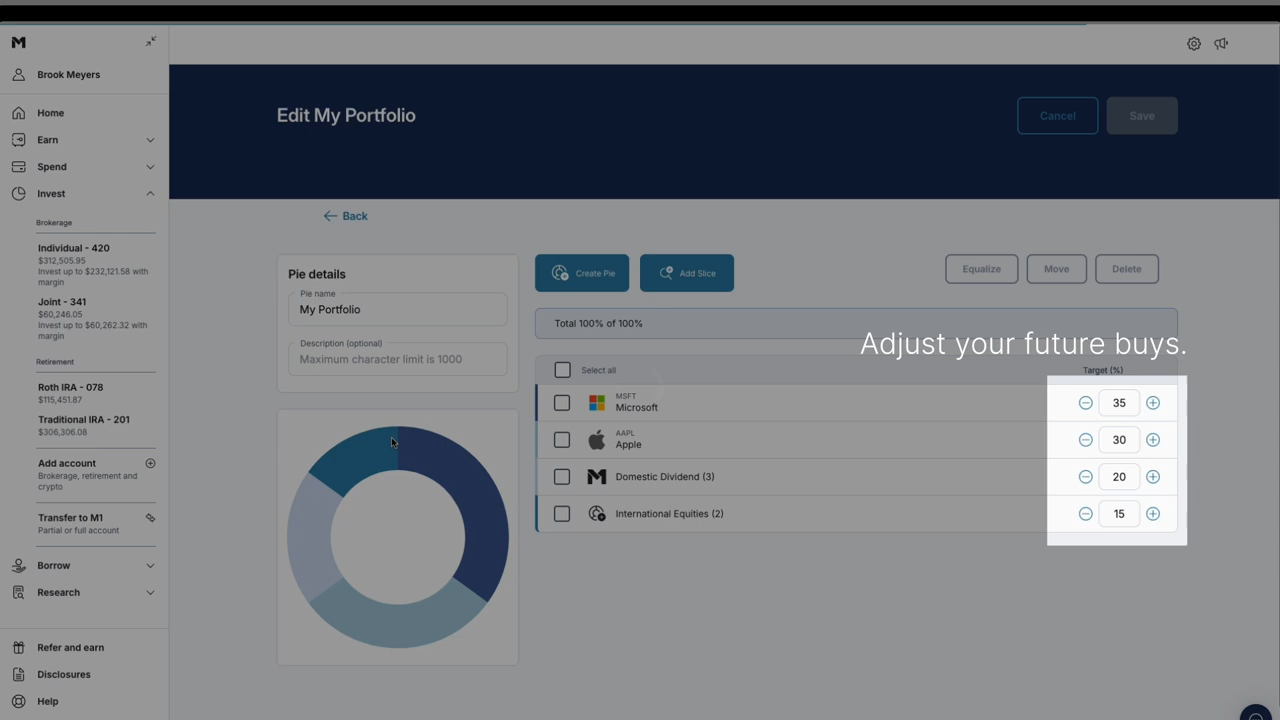 Brook Meyers
Home
Earn
Spend
Invest
Brokerage
Individual - 420
$312,505.95
Invest up to $232,121.58 with
margin
Joint - 341
$60,246.05
Invest up to $60,262.32 with
margin
Retirement
Roth IRA - 078
$115,451.87
Traditional IRA - 201
$306,306.08
Add account
Brokerage, retirement and
crypto
Transfer to M1
Partial or full account
Borrow
Research
Refer and earn
Disclosures
Help
Edit My Portfolio
Cancel
Save
Back
Pie details
Pie name
My Portfolio
Description (optional)
Maximum character limit is 1000
Create Pie
Add Slice
Equalize
Move
Delete
Total 100% of 100%
Adjust your future buys.
Select all
Target (%)
MSFT
Microsoft
35
AAPL
Apple
30
Domestic Dividend (3)
20
International Equities (2)
15